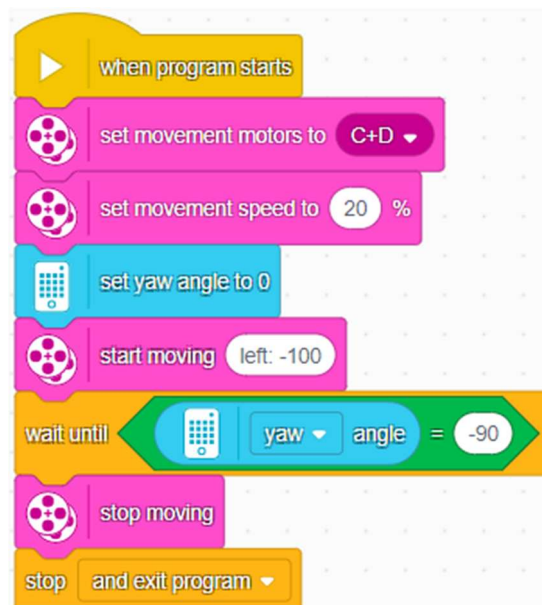 when program starts
set movement motors to C+D
set movement speed to 20 %
set yaw angle to 0
start moving left: -100
wait until yaw angle = -90
stop moving
stop and exit program